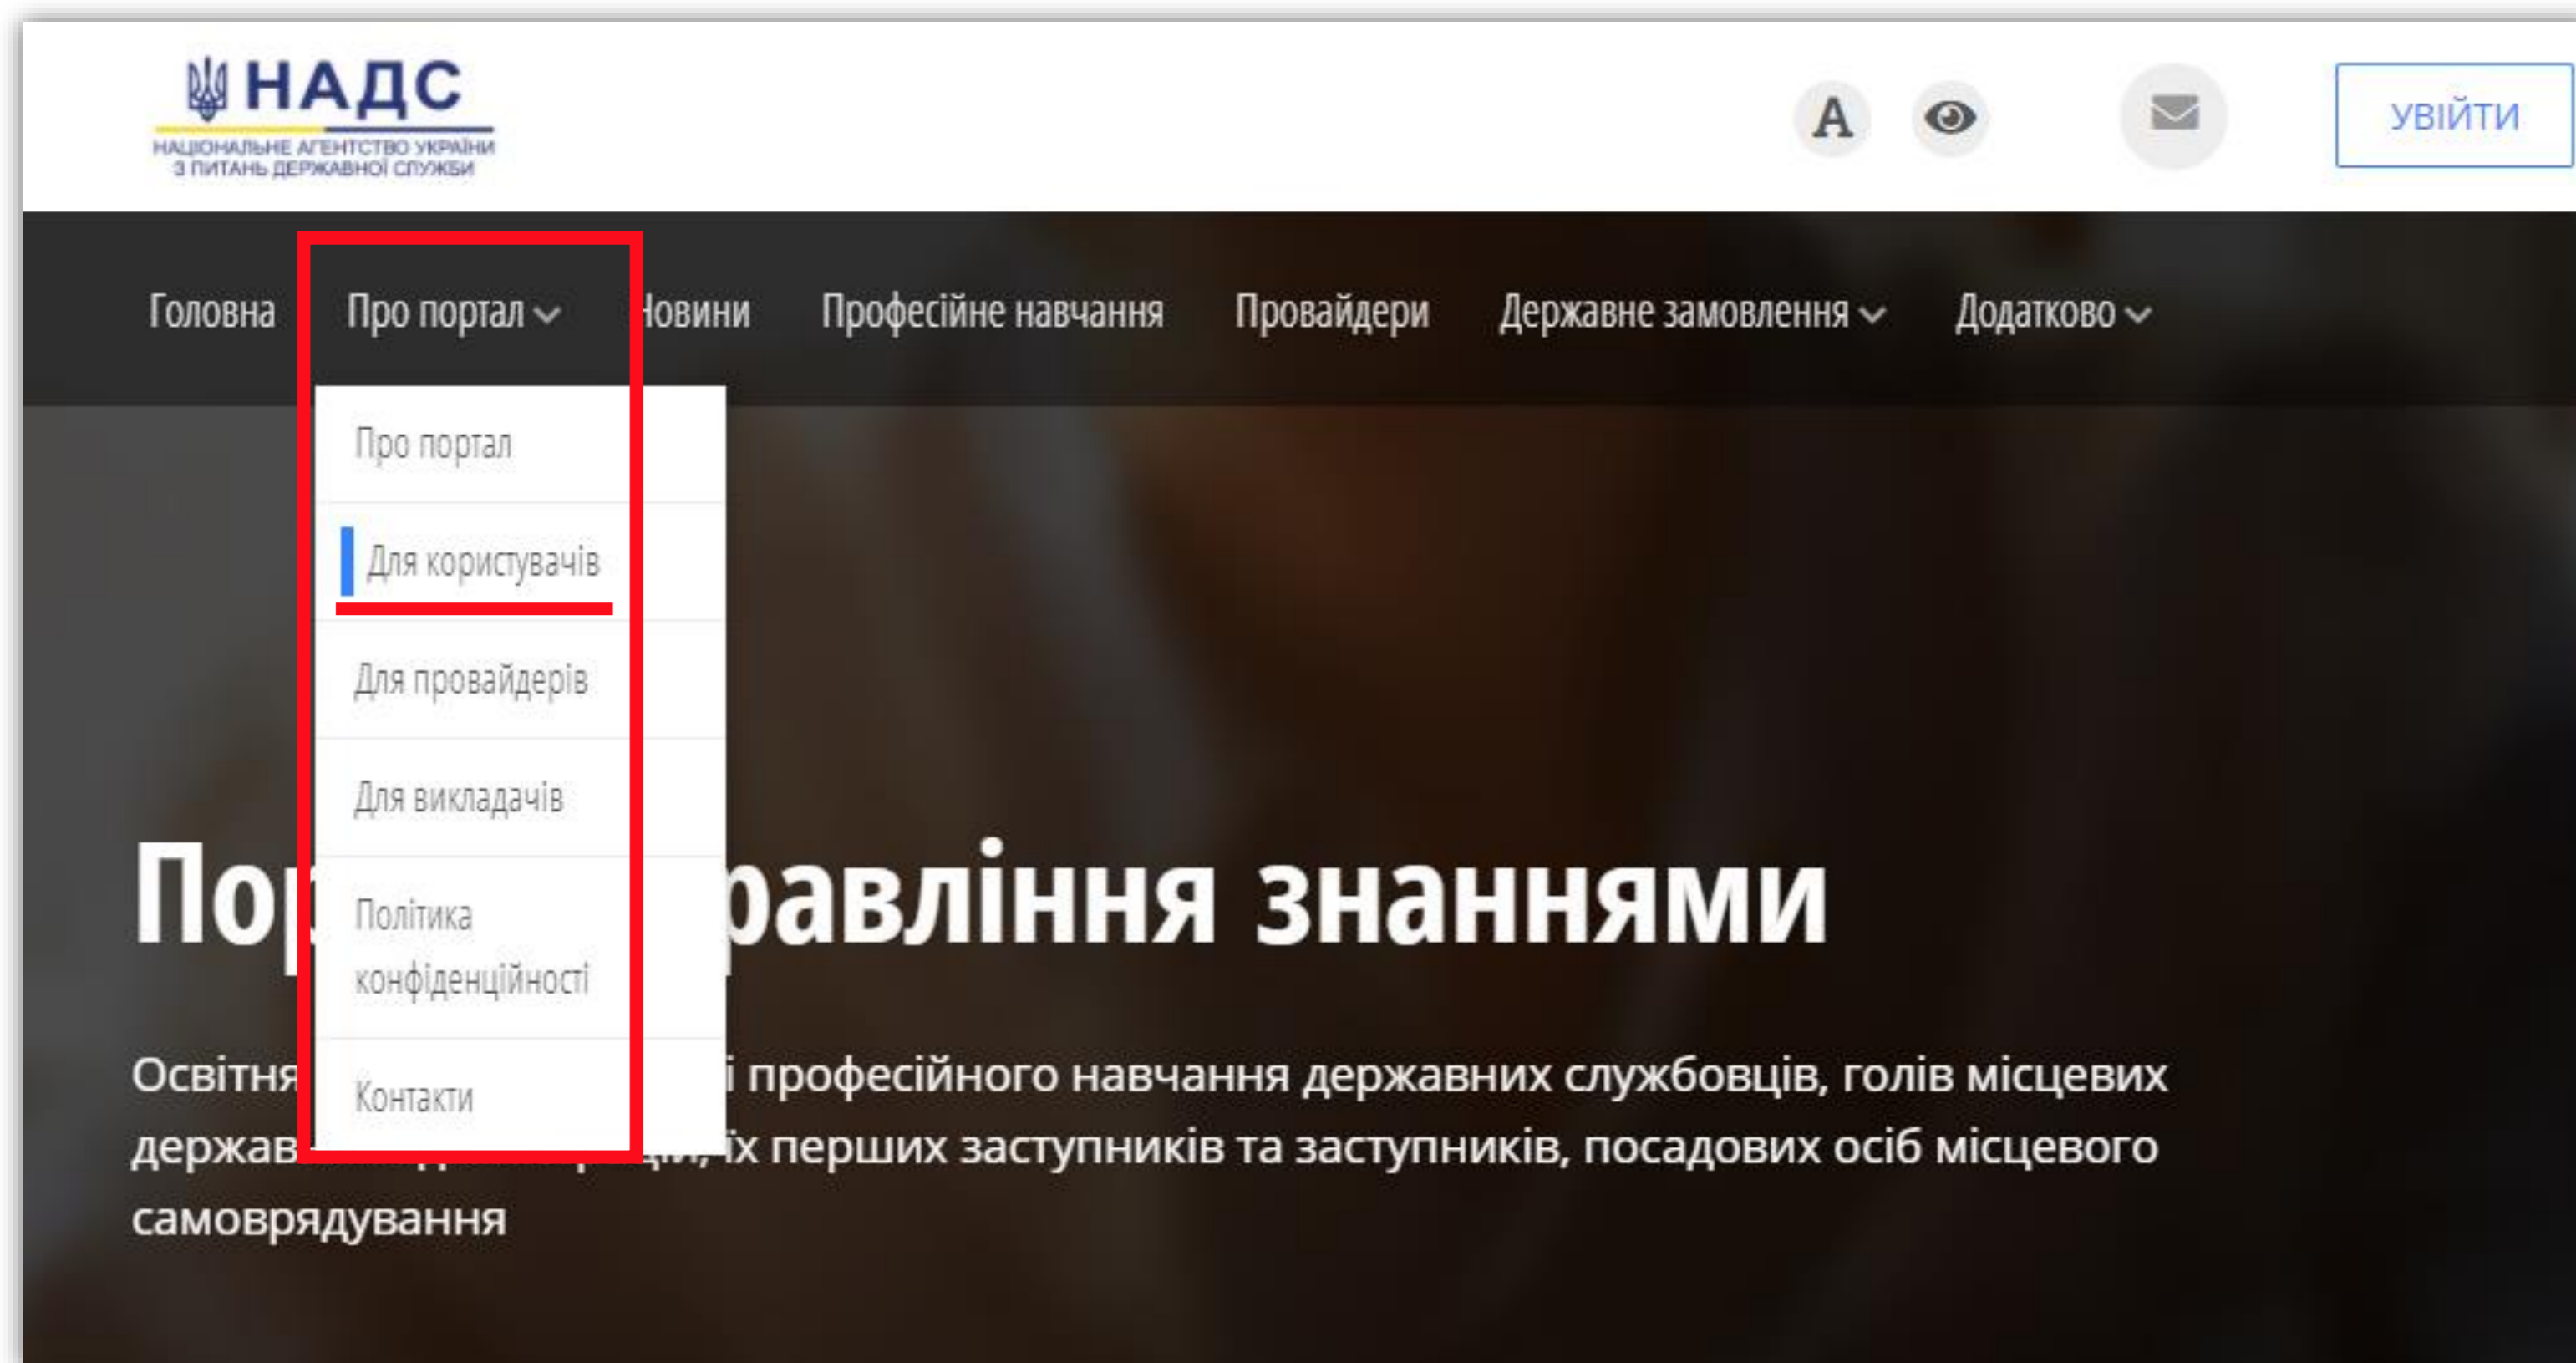 НАДС
НАЦІОНАЛЬНЕ АГЕНТСТВО УКРАЇНИ
З ПИТАНЬ ДЕРЖАВНОЇ СЛУЖБИ
A
УВІЙТИ
Головна Про портал Новини Професійне навчання Провайдери Державне замовлення Додатково
Про портал
Для користувачів
Для провайдерів
Для викладачів
Політика
конфіденційності
Контакти
знаннями
професійного навчання державних службовців, голів місцевих
їх перших заступників та заступників, посадових осіб місцевого
самоврядування